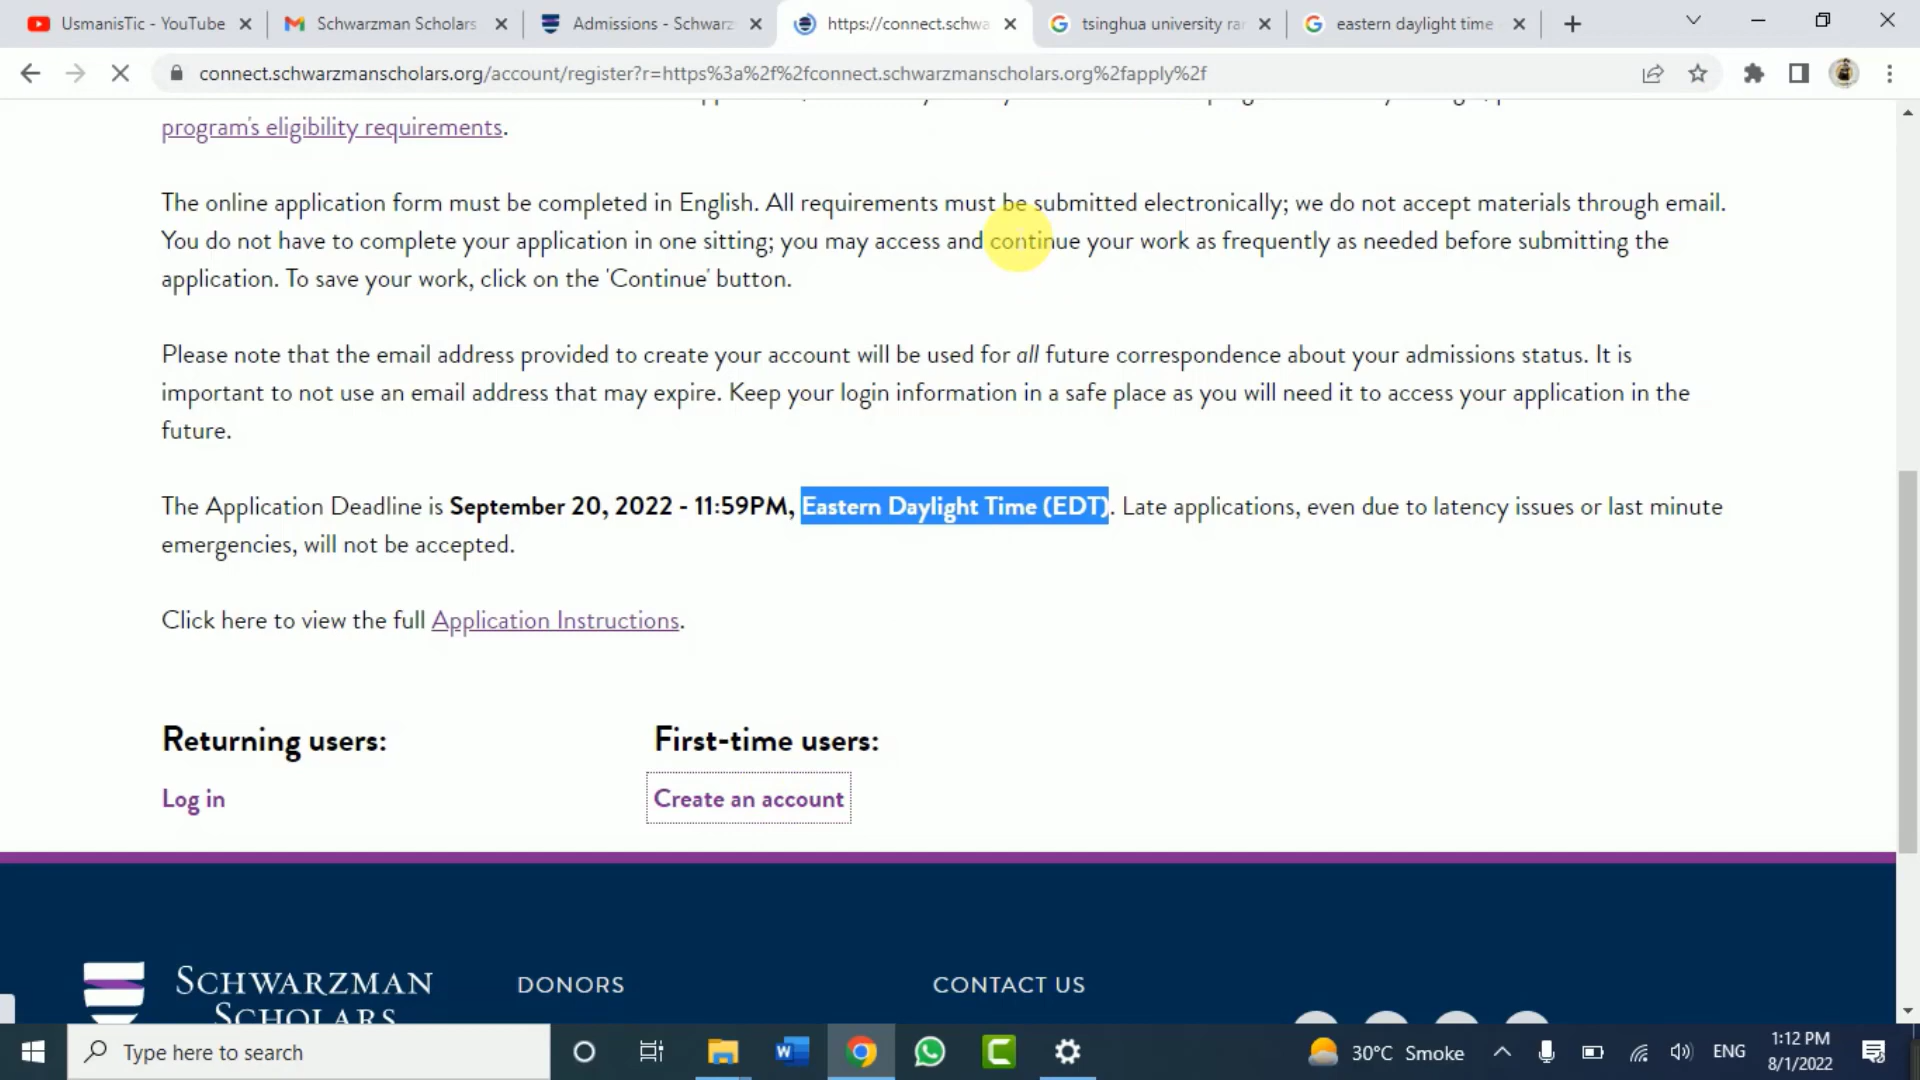 UsmanisTic - YouTube
Schwarzman Scholars
Admissions - Schwarz
https://connect.schwa
tsinghua university ra
eastern daylight time
connect.schwarzmanscholars.org/account/register?r=https%3a%2f%2fconnect.schwarzmanscholars.org%2fapply%2f
program's eligibility requirements.
The online application form must be completed in English. All requirements must be submitted electronically; we do not accept materials through email.
You do not have to complete your application in one sitting; you may access and continue your work as frequently as needed before submitting the
application. To save your work, click on the 'Continue' button.
Please note that the email address provided to create your account will be used for all future correspondence about your admissions status. It is
important to not use an email address that may expire. Keep your login information in a safe place as you will need it to access your application in the
future.
The Application Deadline is September 20, 2022 - 11:59PM, Eastern Daylight Time (EDT). Late applications, even due to latency issues or last minute
emergencies, will not be accepted.
Click here to view the full Application Instructions.
Returning users:
First-time users:
Log in
Create an account
SCHWARZMAN
SCHOLARS
DONORS
CONTACT US
Type here to search
30°C Smoke
ENG
1:12 PM
8/1/2022